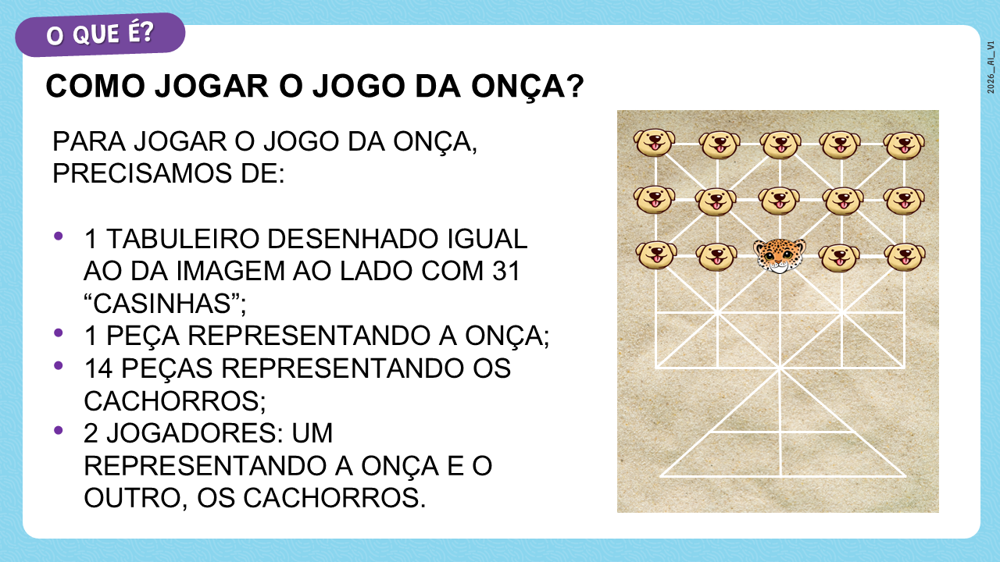 O QUE É?
COMO JOGAR O JOGO DA ONÇA?
PARA JOGAR O JOGO DA ONÇA,
PRECISAMOS DE:
• 1 TABULEIRO DESENHADO IGUAL
AO DA IMAGEM AO LADO COM 31
“CASINHAS”;
• 1 PEÇA REPRESENTANDO A ONÇA;
• 14 PEÇAS REPRESENTANDO OS
CACHORROS;
• 2 JOGADORES: UM
REPRESENTANDO A ONÇA E O
OUTRO, OS CACHORROS.
2026_AI_V1